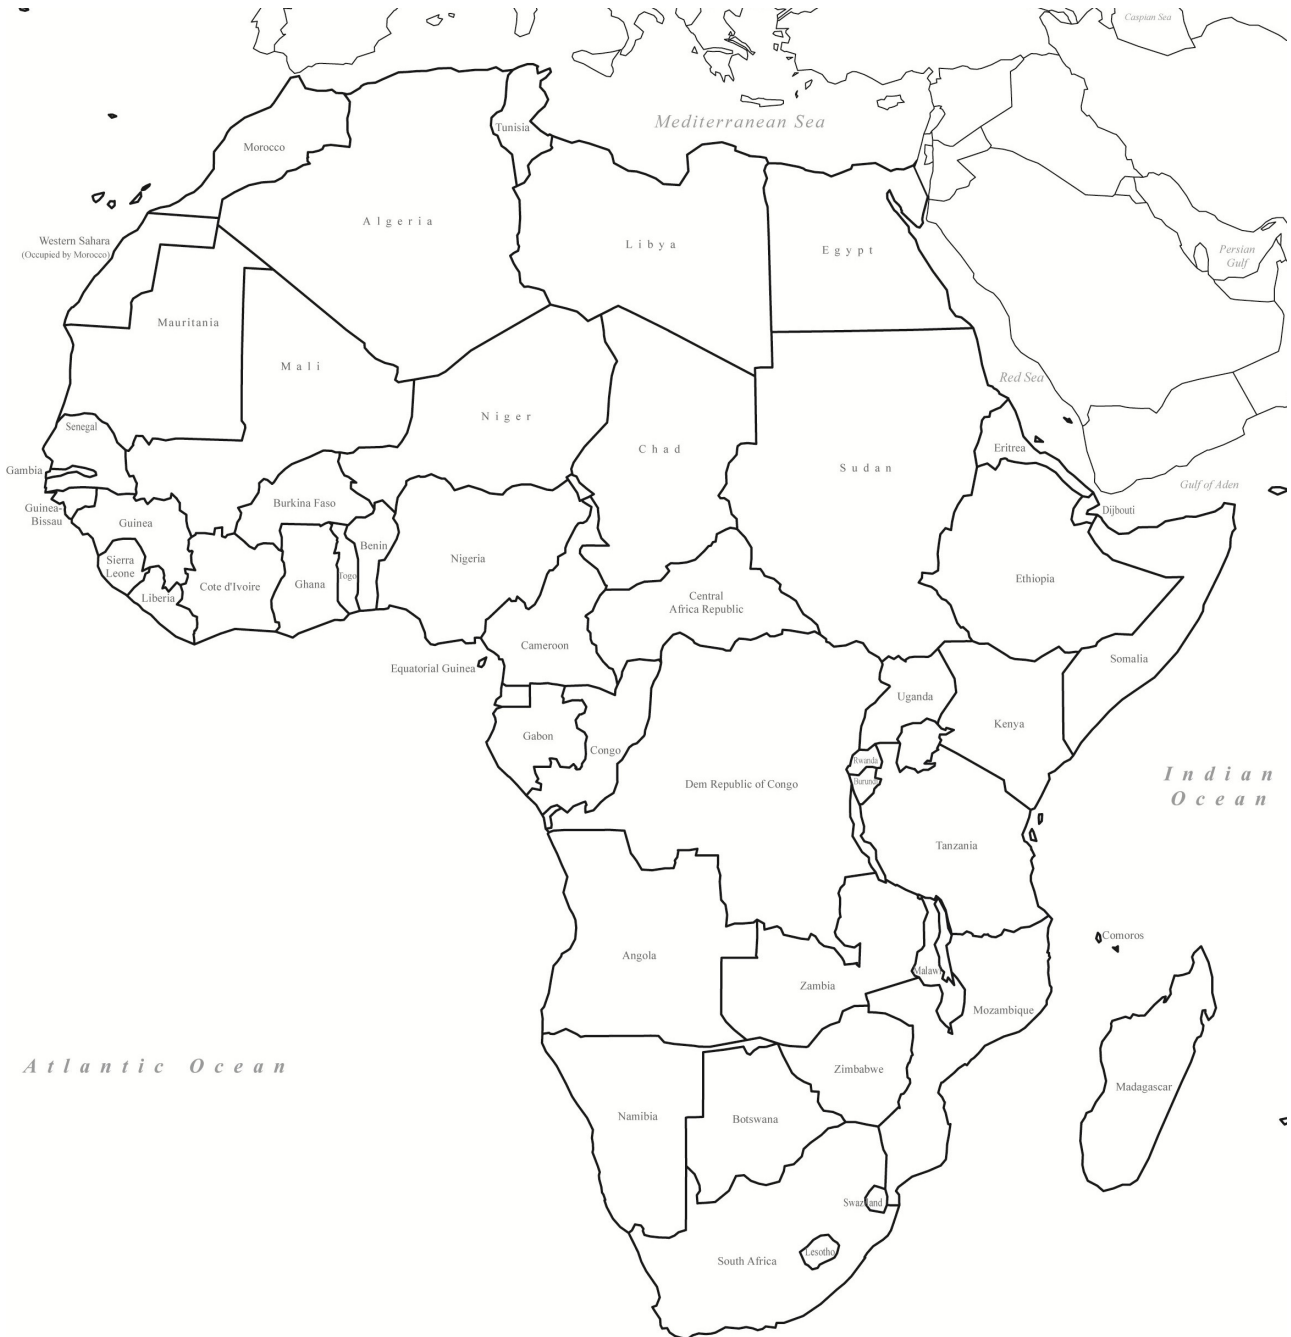 Caspian Sea
Mediterranean Sea
Tunisia
Morocco
Algeria
Western Sahara
(Occupied by Morocco)
Libya
Egypt
Persian
Gulf
Mauritania
Mali
Red Sea
Niger
Senegal
Chad
Eritrea
Sudan
Gambia
Gulf of Aden
Burkina Faso
Guinea-
Bissau
Guinea
Dijbouti
Benin
Nigeria
Sierra
Leone
Cote d'Ivoire
Ghana
Togo
Ethiopia
Liberia
Central
Africa Republic
Cameroon
Somalia
Equatorial Guinea
Uganda
Kenya
Gabon
Congo
Rwanda
Burundi
Dem Republic of Congo
Indian
Ocean
Tanzania
Comoros
Angola
Malawi
Zambia
Mozambique
Atlantic Ocean
Zimbabwe
Madagascar
Namibia
Botswana
Swaziland
Lesotho
South Africa